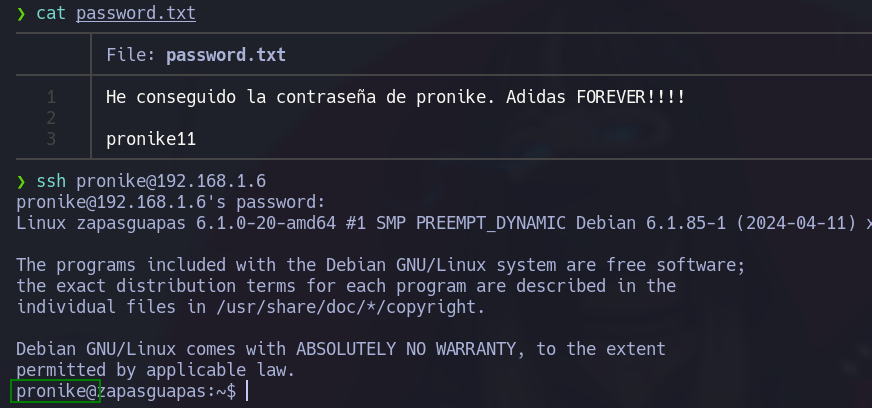 ❯ cat password.txt
File: password.txt
1 He conseguido la contraseña de pronike. Adidas FOREVER!!!!
2
3 pronike11
❯ ssh pronike@192.168.1.6
pronike@192.168.1.6's password:
Linux zapasguapas 6.1.0-20-amd64 #1 SMP PREEMPT_DYNAMIC Debian 6.1.85-1 (2024-04-11) x
The programs included with the Debian GNU/Linux system are free software;
the exact distribution terms for each program are described in the
individual files in /usr/share/doc/*/copyright.
Debian GNU/Linux comes with ABSOLUTELY NO WARRANTY, to the extent
permitted by applicable law.
pronike@zapasguapas:~$